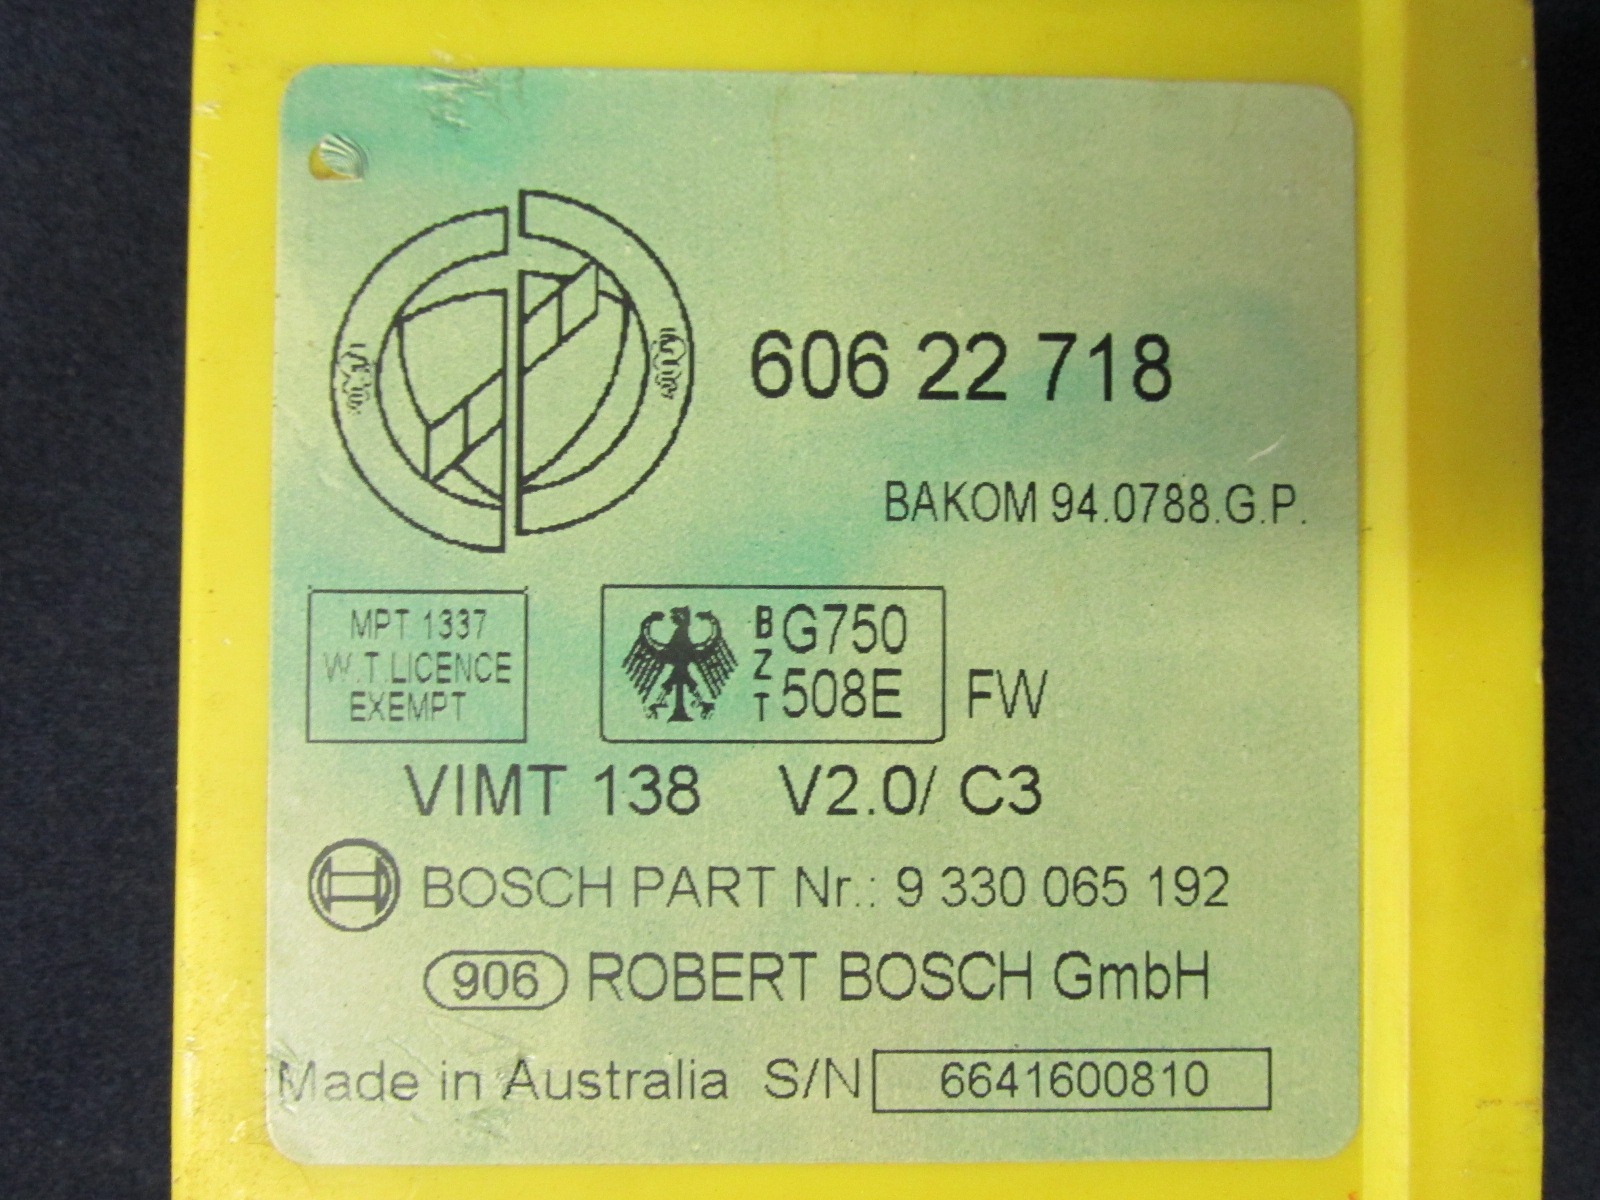 606 22 718
BAKOM 94.0788.G.P.
MPT 1337
W.T.LICENCE
EXEMPT
BZT
G750
508E
FW
VIMT 138 V2.0/ C3
BOSCH PART Nr.: 9 330 065 192
906 ROBERT BOSCH GmbH
Made in Australia S/N 6641600810